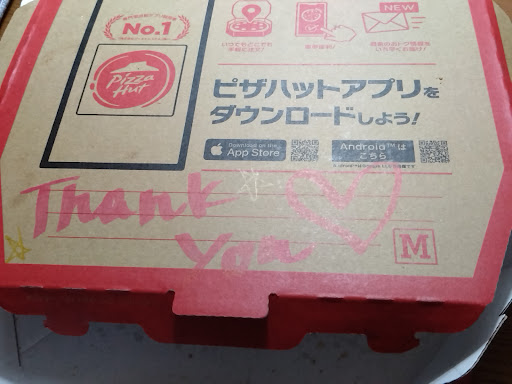 No.1
Pizza
Hut
NEW
ピザハットアプリを
ダウンロードしよう!
Download on the
App Store
Android™は
こちら
Thank
You
M